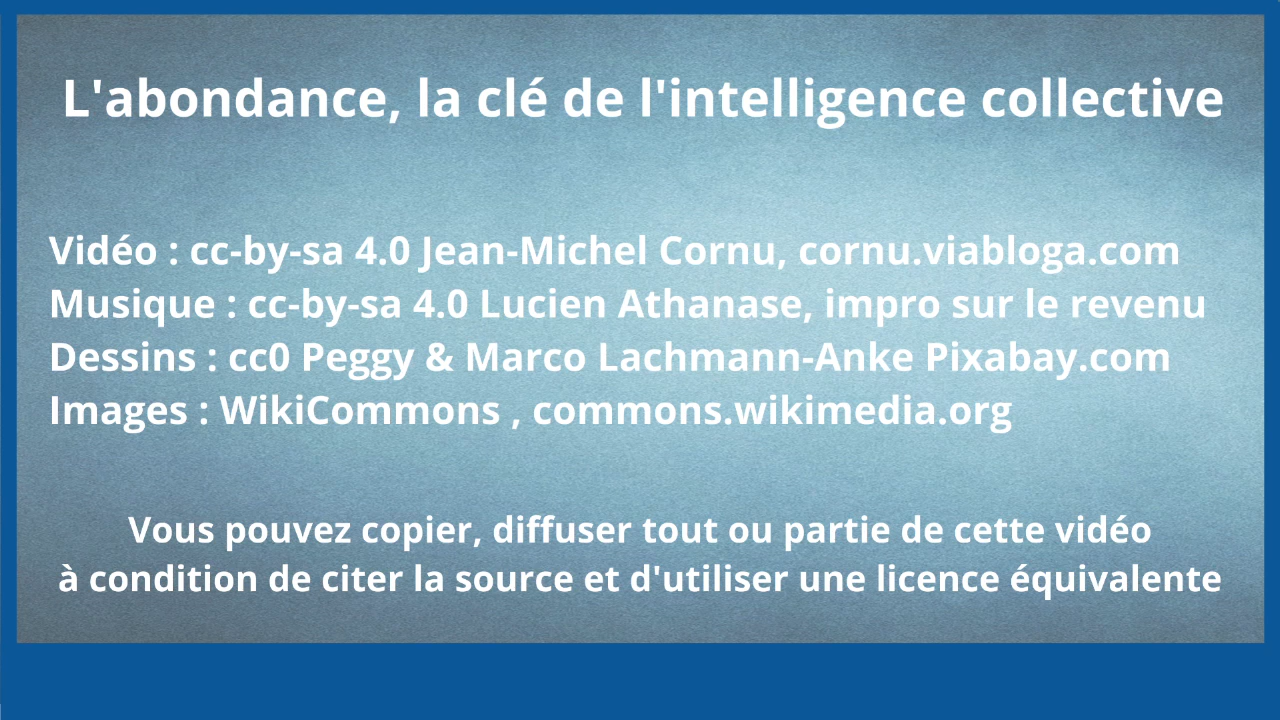 L'abondance, la clé de l'intelligence collective
Vidéo : cc-by-sa 4.0 Jean-Michel Cornu, cornu.viabloga.com
Musique : cc-by-sa 4.0 Lucien Athanase, impro sur le revenu
Dessins : cc0 Peggy & Marco Lachmann-Anke Pixabay.com
Images : WikiCommons , commons.wikimedia.org
Vous pouvez copier, diffuser tout ou partie de cette vidéo
à condition de citer la source et d'utiliser une licence équivalente